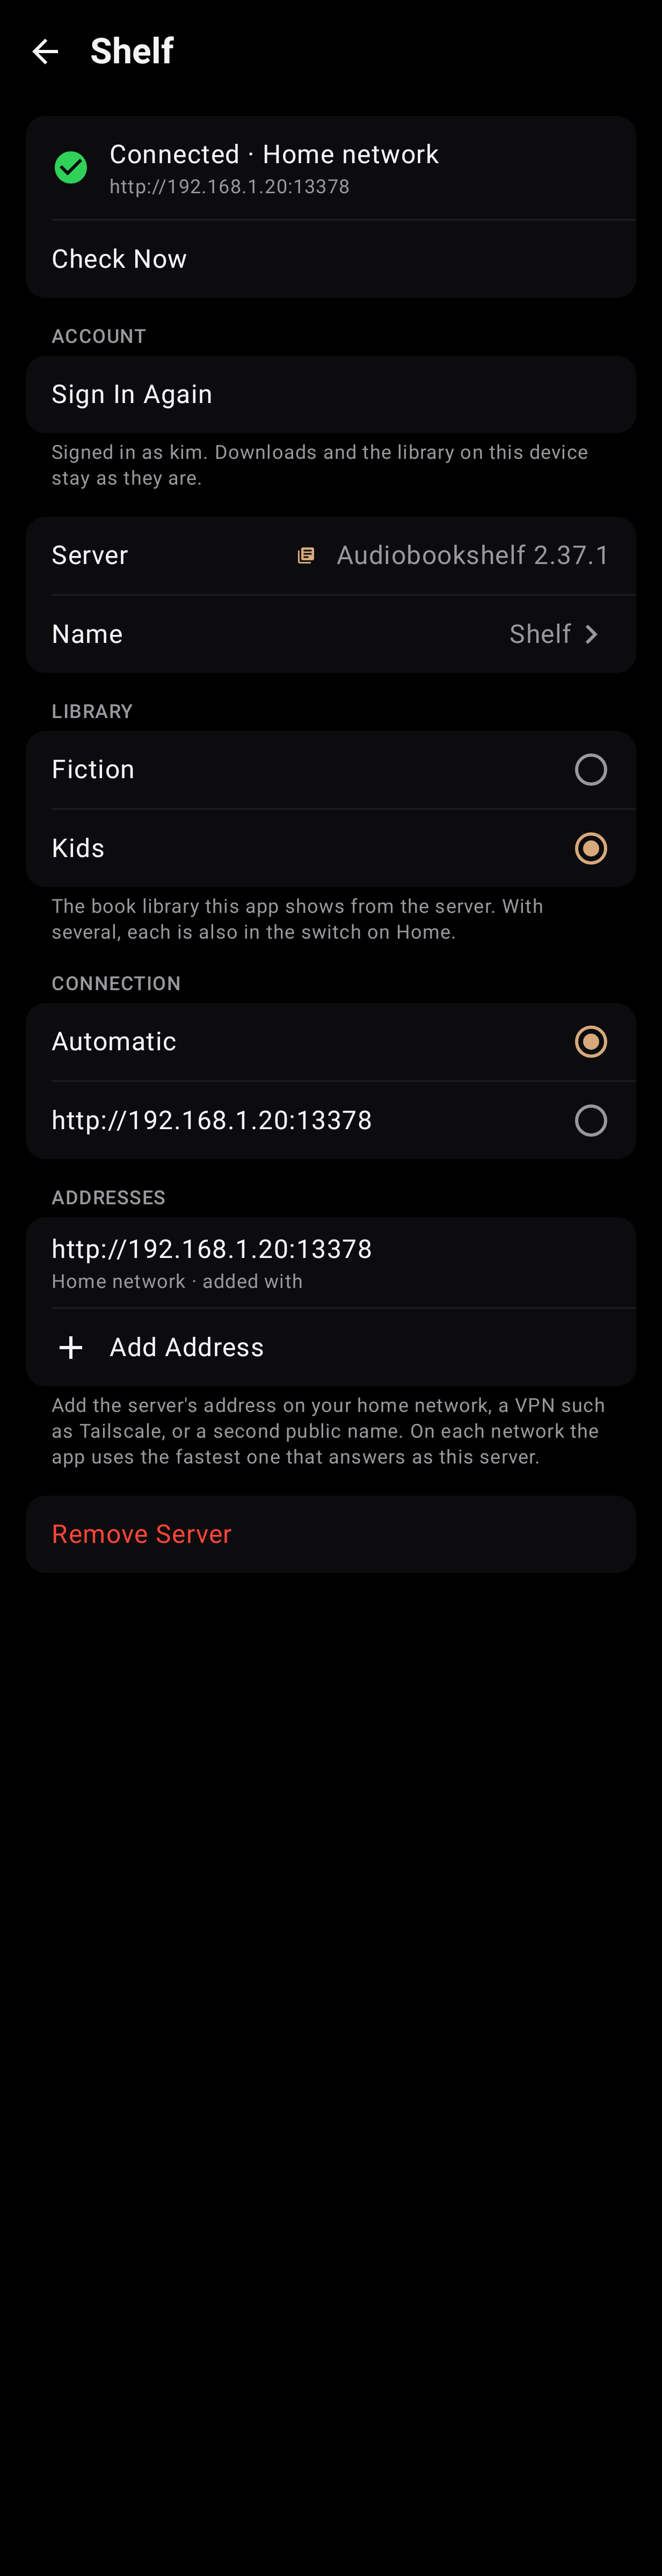 Shelf
Connected · Home network
http://192.168.1.20:13378
Check Now
ACCOUNT
Sign In Again
Signed in as kim. Downloads and the library on this device
stay as they are.
Server Audiobookshelf 2.37.1
Name Shelf
LIBRARY
Fiction
Kids
The book library this app shows from the server. With
several, each is also in the switch on Home.
CONNECTION
Automatic
http://192.168.1.20:13378
ADDRESSES
http://192.168.1.20:13378
Home network · added with
Add Address
Add the server's address on your home network, a VPN such
as Tailscale, or a second public name. On each network the
app uses the fastest one that answers as this server.
Remove Server